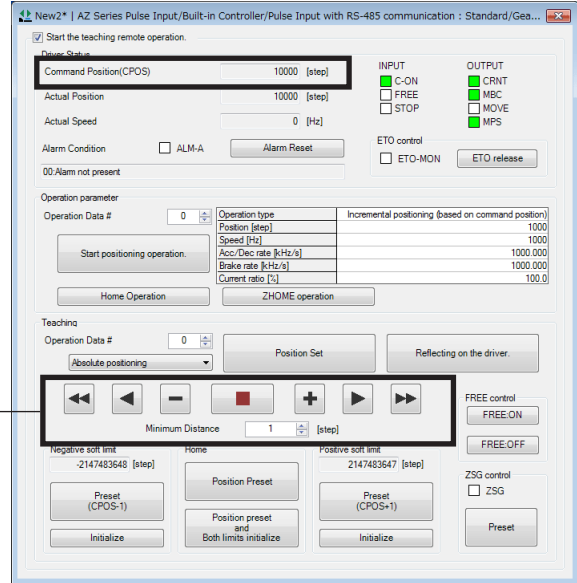 New2* | AZ Series Pulse Input/Built-in Controller/Pulse Input with RS-485 communication : Standard/Gea...
Start the teaching remote operation.
Driver Status
Command Position(CPOS) 10000 [step]
Actual Position 10000 [step]
Actual Speed 0 [Hz]
Alarm Condition ALM-A Alarm Reset
00:Alarm not present
INPUT
C-ON
FREE
STOP
OUTPUT
CRNT
MBC
MOVE
MPS
ETO control
ETO-MON ETO release
Operation parameter
Operation Data # 0
Start positioning operation.
Operation type Incremental positioning (based on command position)
Position [step] 1000
Speed [Hz] 1000
Acc/Dec rate [kHz/s] 1000.000
Brake rate [kHz/s] 1000.000
Current ratio [%] 100.0
Home Operation ZHOME operation
Teaching
Operation Data # 0
Absolute positioning
Position Set
Reflecting on the driver.
Minimum Distance 1 [step]
FREE control
FREE:ON
FREE:OFF
Negative soft limit
-2147483648 [step]
Preset
(CPOS-1)
Initialize
Home
Position Preset
Position preset
and
Both limits initialize
Positive soft limit
2147483647 [step]
Preset
(CPOS+1)
Initialize
ZSG control
ZSG
Preset